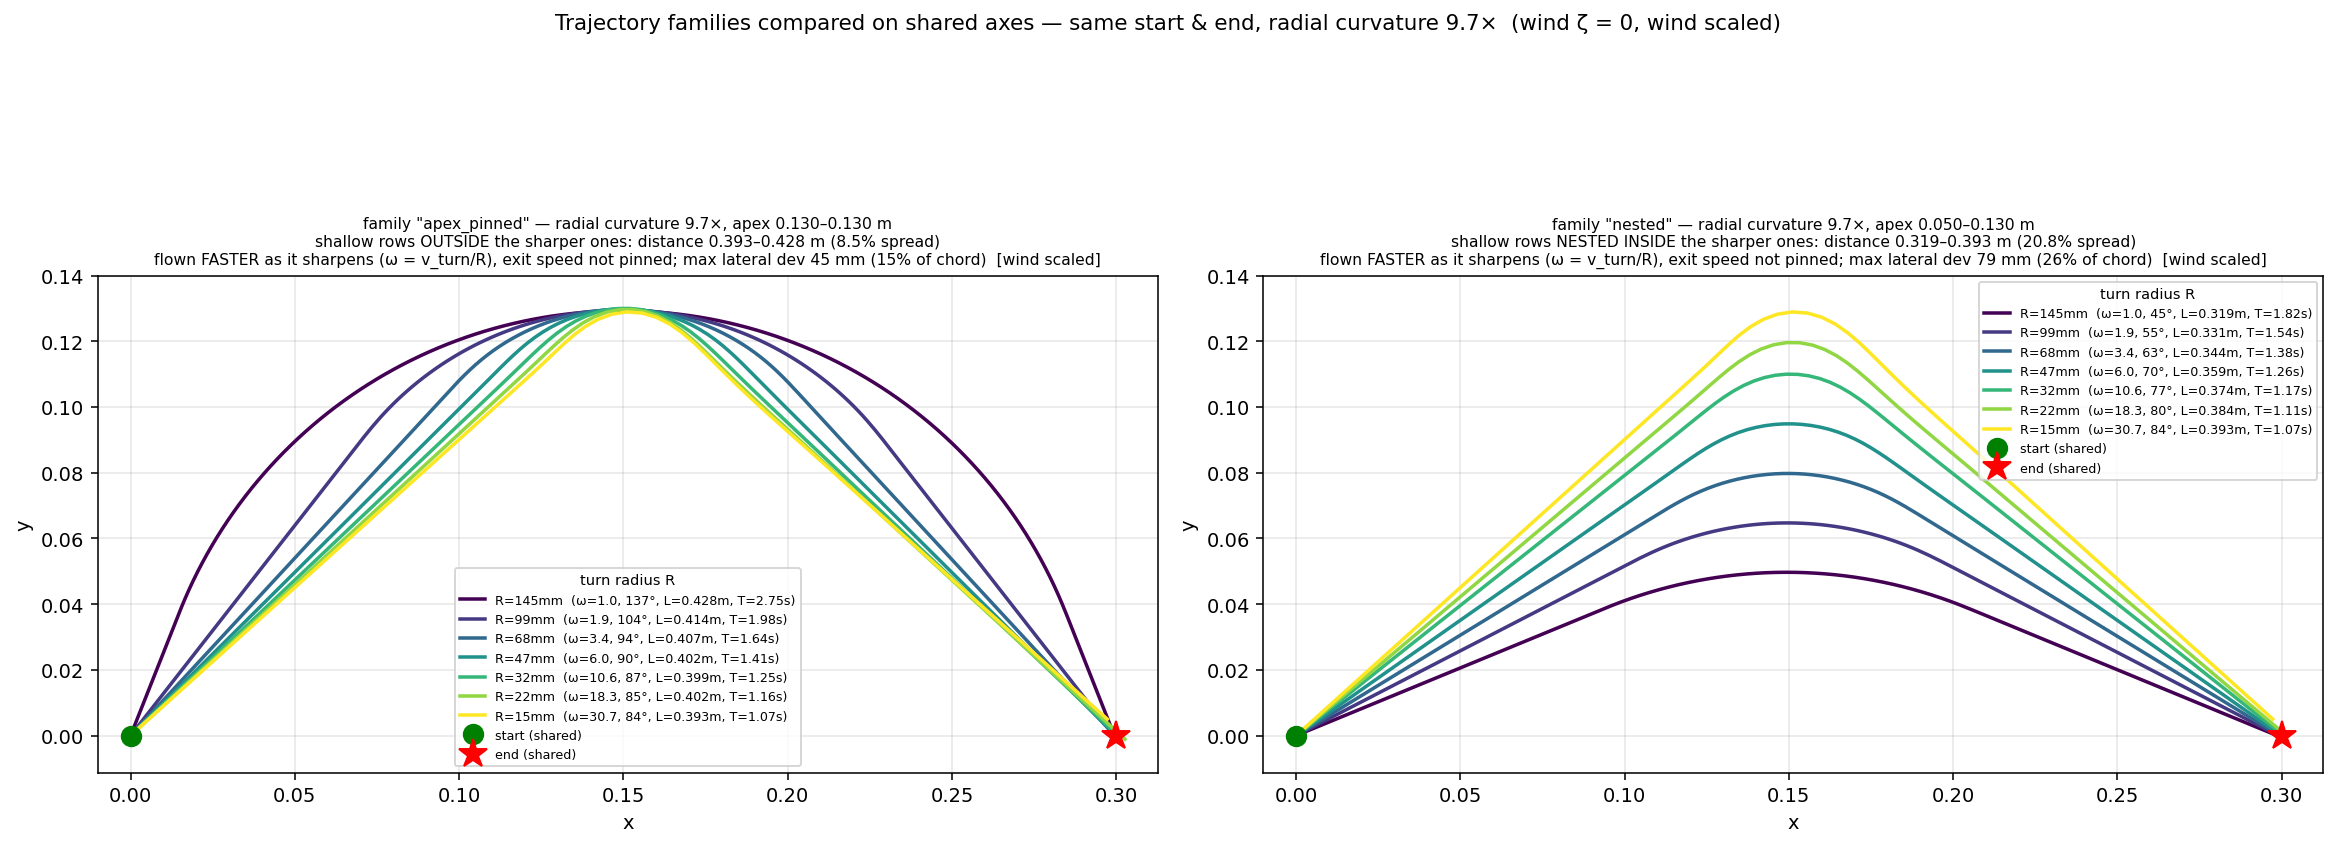 Trajectory families compared on shared axes — same start & end, radial curvature 9.7×  (wind ζ = 0, wind scaled)
family "apex_pinned" — radial curvature 9.7×, apex 0.130–0.130 m
shallow rows OUTSIDE the sharper ones: distance 0.393–0.428 m (8.5% spread)
flown FASTER as it sharpens (ω = v_turn/R), exit speed not pinned; max lateral dev 45 mm (15% of chord)  [wind scaled]
0.14
0.12
0.10
0.08
0.06
0.04
0.02
0.00
y
turn radius R
R=145mm  (ω=1.0, 137°, L=0.428m, T=2.75s)
R=99mm  (ω=1.9, 104°, L=0.414m, T=1.98s)
R=68mm  (ω=3.4, 94°, L=0.407m, T=1.64s)
R=47mm  (ω=6.0, 90°, L=0.402m, T=1.41s)
R=32mm  (ω=10.6, 87°, L=0.399m, T=1.25s)
R=22mm  (ω=18.3, 85°, L=0.402m, T=1.16s)
R=15mm  (ω=30.7, 84°, L=0.393m, T=1.07s)
start (shared)
end (shared)
0.00 0.05 0.10 0.15 0.20 0.25 0.30
x
family "nested" — radial curvature 9.7×, apex 0.050–0.130 m
shallow rows NESTED INSIDE the sharper ones: distance 0.319–0.393 m (20.8% spread)
flown FASTER as it sharpens (ω = v_turn/R), exit speed not pinned; max lateral dev 79 mm (26% of chord)  [wind scaled]
0.14
0.12
0.10
0.08
0.06
0.04
0.02
0.00
y
turn radius R
R=145mm  (ω=1.0, 45°, L=0.319m, T=1.82s)
R=99mm  (ω=1.9, 55°, L=0.331m, T=1.54s)
R=68mm  (ω=3.4, 63°, L=0.344m, T=1.38s)
R=47mm  (ω=6.0, 70°, L=0.359m, T=1.26s)
R=32mm  (ω=10.6, 77°, L=0.374m, T=1.17s)
R=22mm  (ω=18.3, 80°, L=0.384m, T=1.11s)
R=15mm  (ω=30.7, 84°, L=0.393m, T=1.07s)
start (shared)
end (shared)
0.00 0.05 0.10 0.15 0.20 0.25 0.30
x